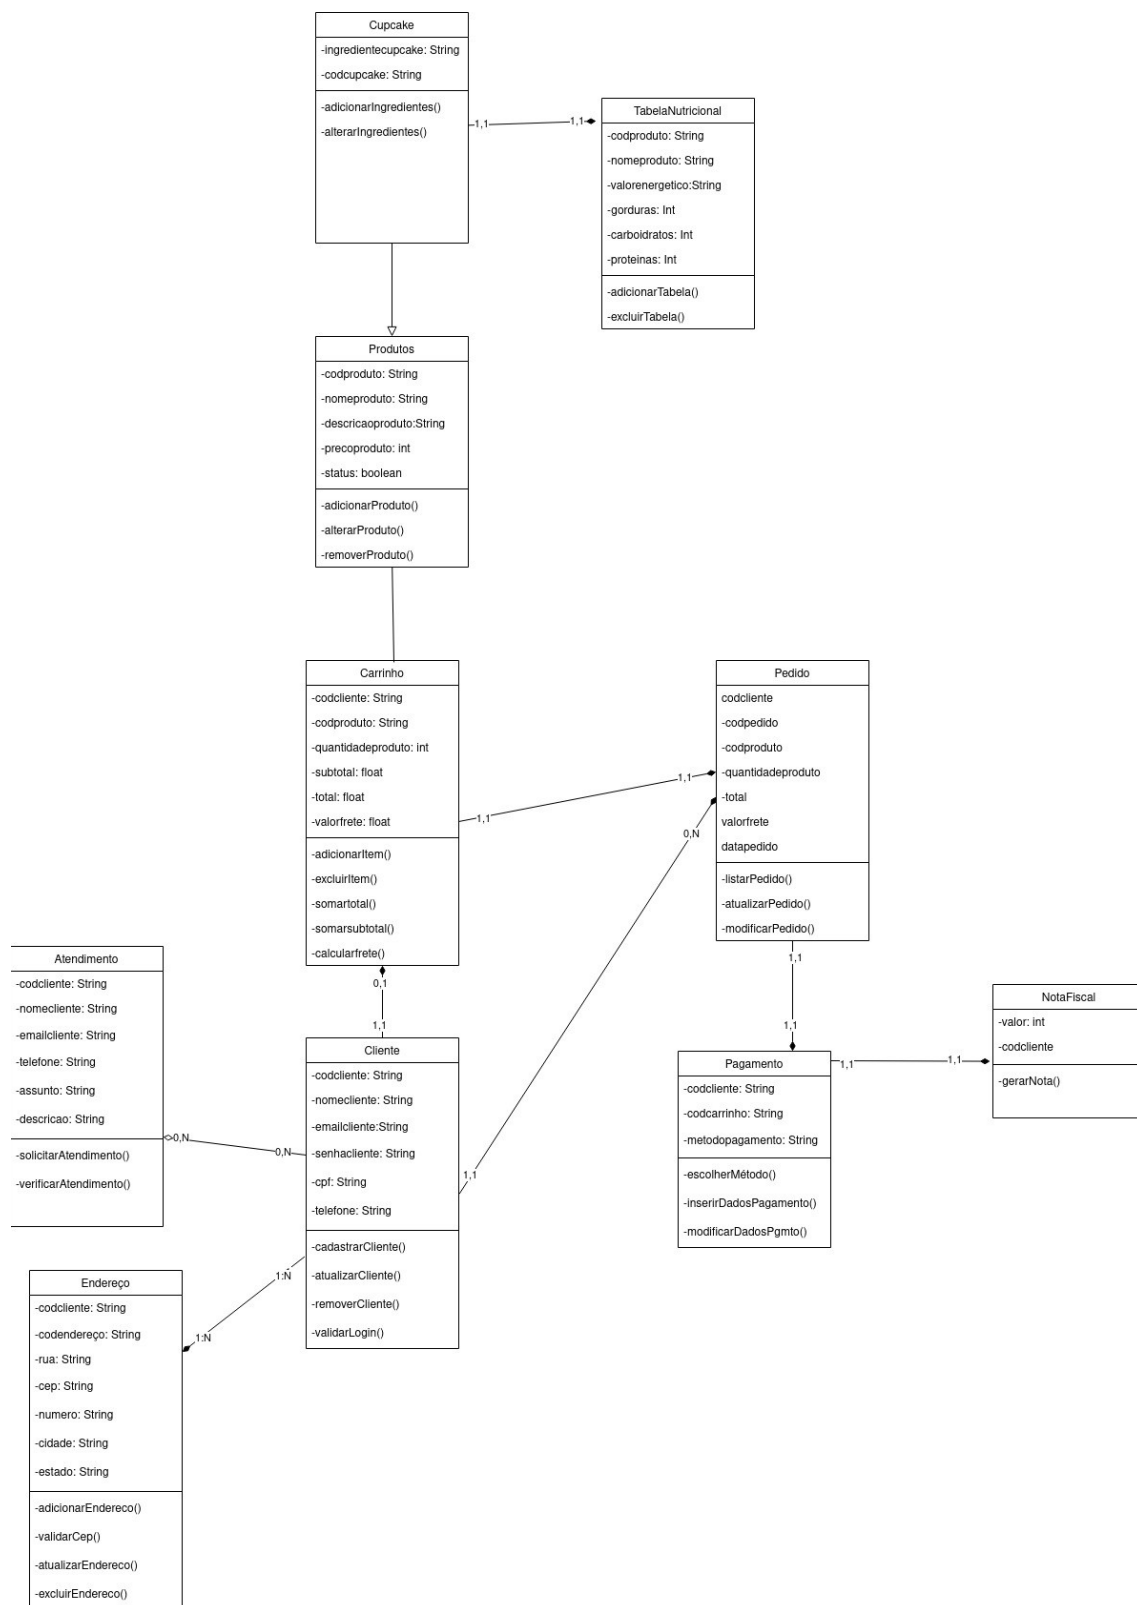 Cupcake
-ingredientecupcake: String
-codcupcake: String
-adicionarIngredientes()
-alterarIngredientes()
1,1
1,1
TabelaNutricional
-codproduto: String
-nomeproduto: String
-valorenergetico:String
-gorduras: Int
-carboidratos: Int
-proteinas: Int
-adicionarTabela()
-excluirTabela()
Produtos
-codproduto: String
-nomeproduto: String
-descricaoproduto:String
-precoproduto: int
-status: boolean
-adicionarProduto()
-alterarProduto()
-removerProduto()
Carrinho
-codcliente: String
-codproduto: String
-quantidadeproduto: int
-subtotal: float
-total: float
-valorfrete: float
-adicionarItem()
-excluirItem()
-somartotal()
-somarsubtotal()
-calcularfrete()
1,1
1,1
Pedido
codcliente
-codpedido
-codproduto
-quantidadeproduto
-total
valorfrete
datapedido
-listarPedido()
-atualizarPedido()
-modificarPedido()
0,N
1,1
0,1
1,1
1,1
1,1
Atendimento
-codcliente: String
-nomecliente: String
-emailcliente: String
-telefone: String
-assunto: String
-descricao: String
-solicitarAtendimento()
-verificarAtendimento()
0,N
0,N
Cliente
-codcliente: String
-nomecliente: String
-emailcliente:String
-senhacliente: String
-cpf: String
-telefone: String
-cadastrarCliente()
-atualizarCliente()
-removerCliente()
-validarLogin()
Pagamento
-codcliente: String
-codcarrinho: String
-metodopagamento: String
-escolherMétodo()
-inserirDadosPagamento()
-modificarDadosPgmto()
1,1
1,1
NotaFiscal
-valor: int
-codcliente
-gerarNota()
1:N
1:N
Endereço
-codcliente: String
-codendereço: String
-rua: String
-cep: String
-numero: String
-cidade: String
-estado: String
-adicionarEndereco()
-validarCep()
-atualizarEndereco()
-excluirEndereco()